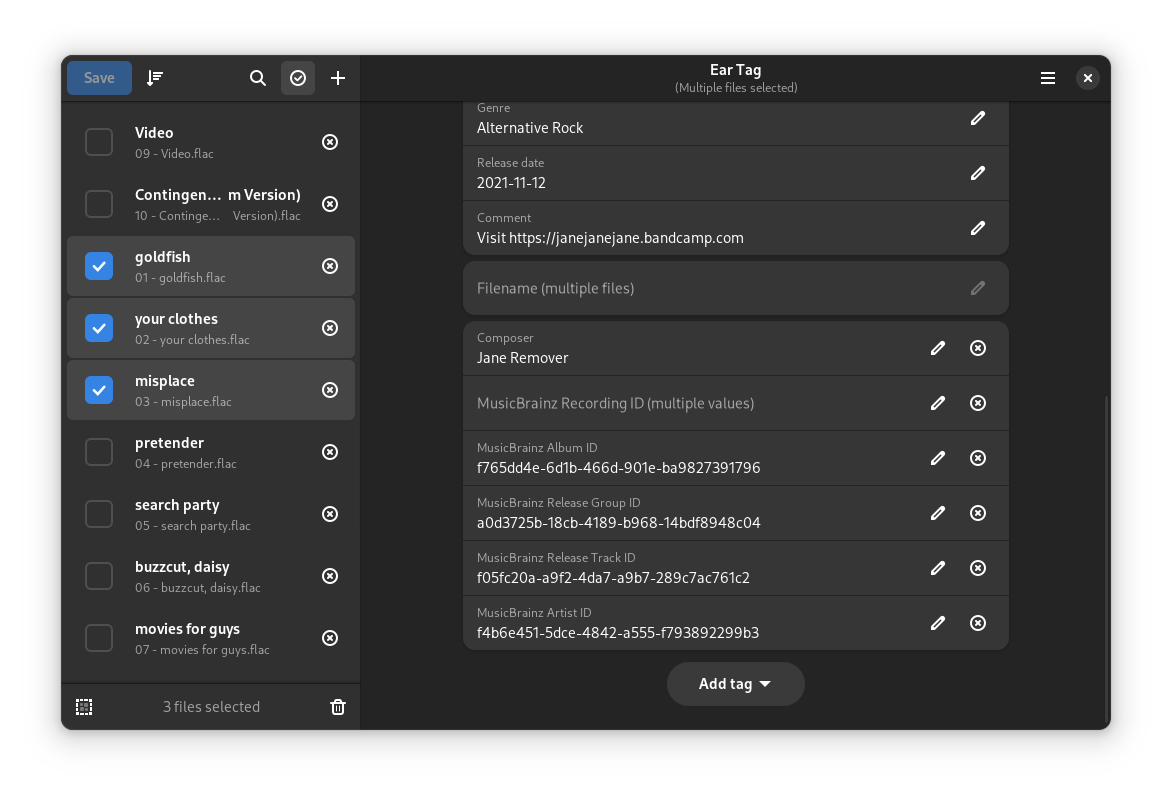 Save
Ear Tag
(Multiple files selected)
Video
09 - Video.flac
Contingen… m Version)
10 - Continge… Version).flac
goldfish
01 - goldfish.flac
your clothes
02 - your clothes.flac
misplace
03 - misplace.flac
pretender
04 - pretender.flac
search party
05 - search party.flac
buzzcut, daisy
06 - buzzcut, daisy.flac
movies for guys
07 - movies for guys.flac
3 files selected
Genre
Alternative Rock
Release date
2021-11-12
Comment
Visit https://janejanejane.bandcamp.com
Filename (multiple files)
Composer
Jane Remover
MusicBrainz Recording ID (multiple values)
MusicBrainz Album ID
f765dd4e-6d1b-466d-901e-ba9827391796
MusicBrainz Release Group ID
a0d3725b-18cb-4189-b968-14bdf8948c04
MusicBrainz Release Track ID
f05fc20a-a9f2-4da7-a9b7-289c7ac761c2
MusicBrainz Artist ID
f4b6e451-5dce-4842-a555-f793892299b3
Add tag